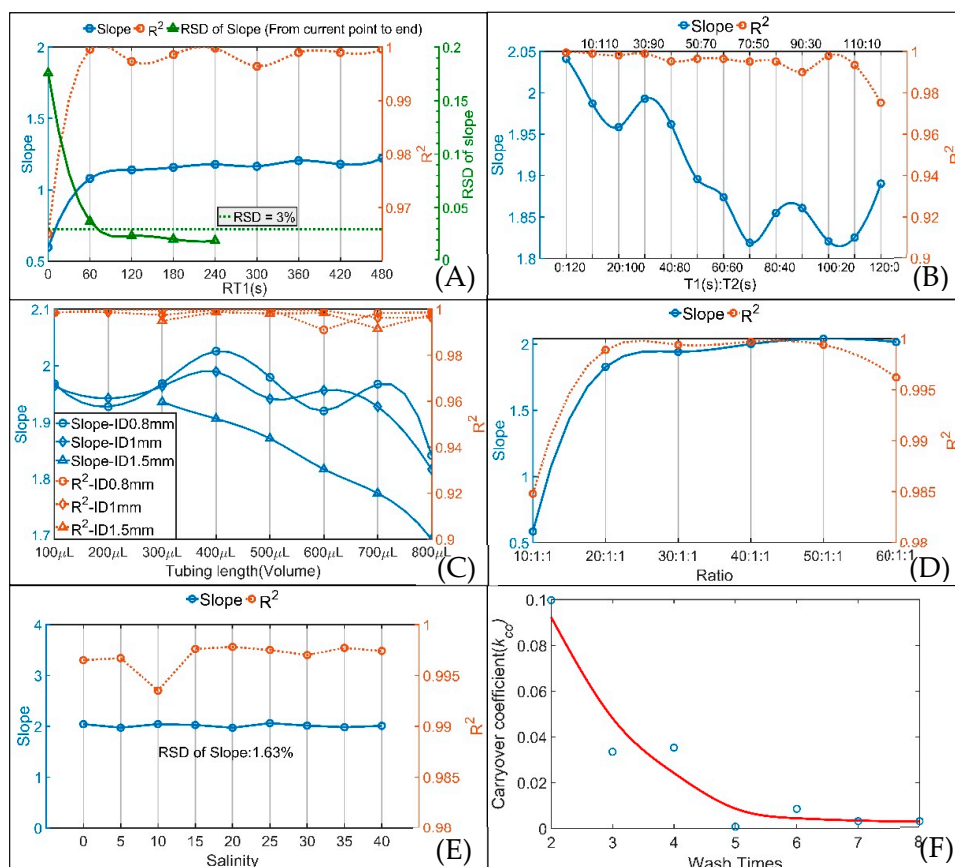 Slope R² RSD of Slope (From current point to end)
2
1.5
1
0.5
Slope
1
0.99
0.98
0.97
R²
0.2
0.15
0.1
0.05
0
RSD of slope
RSD = 3%
0 60 120 180 240 300 360 420 480
RT1(s)
(A)
Slope R²
10:110 30:90 50:70 70:50 90:30 110:10
2.05
2
1.95
1.9
1.85
1.8
Slope
1
0.98
0.96
0.94
0.92
0.9
R²
0:120 20:100 40:80 60:60 80:40 100:20 120:0
T1(s):T2(s)
(B)
2.1
2
1.9
1.8
1.7
Slope
1
0.98
0.96
0.94
0.92
0.9
R²
Slope-ID0.8mm
Slope-ID1mm
Slope-ID1.5mm
R²-ID0.8mm
R²-ID1mm
R²-ID1.5mm
100μL 200μL 300μL 400μL 500μL 600μL 700μL 800μL
Tubing length(Volume)
(C)
Slope R²
2
1.5
1
0.5
Slope
1
0.995
0.99
0.985
0.98
R²
10:1:1 20:1:1 30:1:1 40:1:1 50:1:1 60:1:1
Ratio
(D)
Slope R²
4
3
2
1
0
Slope
1
0.995
0.99
0.985
0.98
R²
RSD of Slope:1.63%
0 5 10 15 20 25 30 35 40
Salinity
(E)
0.1
0.08
0.06
0.04
0.02
0
Carryover coefficient(k_co)
2 3 4 5 6 7 8
Wash Times
(F)